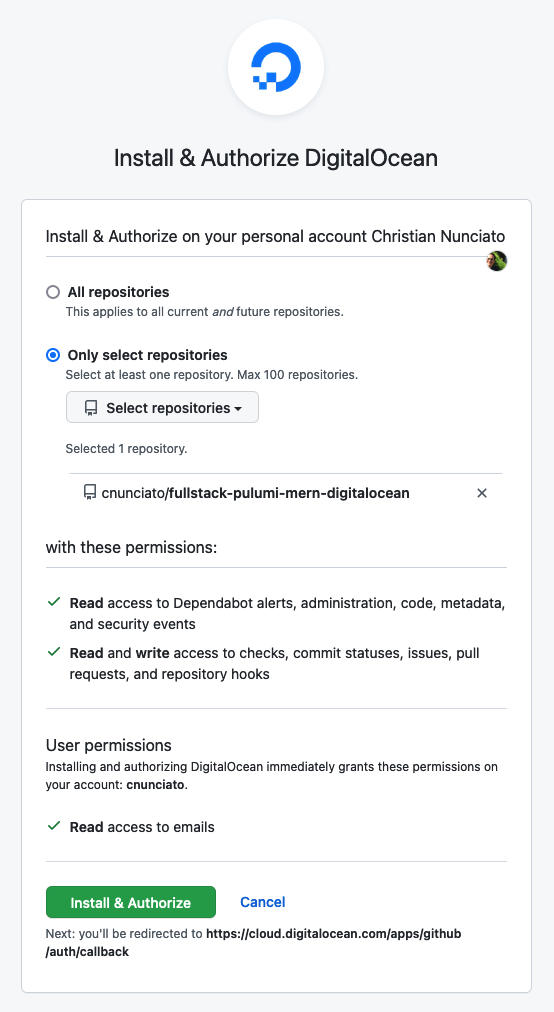 Install & Authorize DigitalOcean
Install & Authorize on your personal account Christian Nunciato
All repositories
This applies to all current and future repositories.
Only select repositories
Select at least one repository. Max 100 repositories.
Select repositories
Selected 1 repository.
cnunciato/fullstack-pulumi-mern-digitalocean
with these permissions:
Read access to Dependabot alerts, administration, code, metadata,
and security events
Read and write access to checks, commit statuses, issues, pull
requests, and repository hooks
User permissions
Installing and authorizing DigitalOcean immediately grants these permissions on
your account: cnunciato.
Read access to emails
Install & Authorize
Cancel
Next: you'll be redirected to https://cloud.digitalocean.com/apps/github
/auth/callback